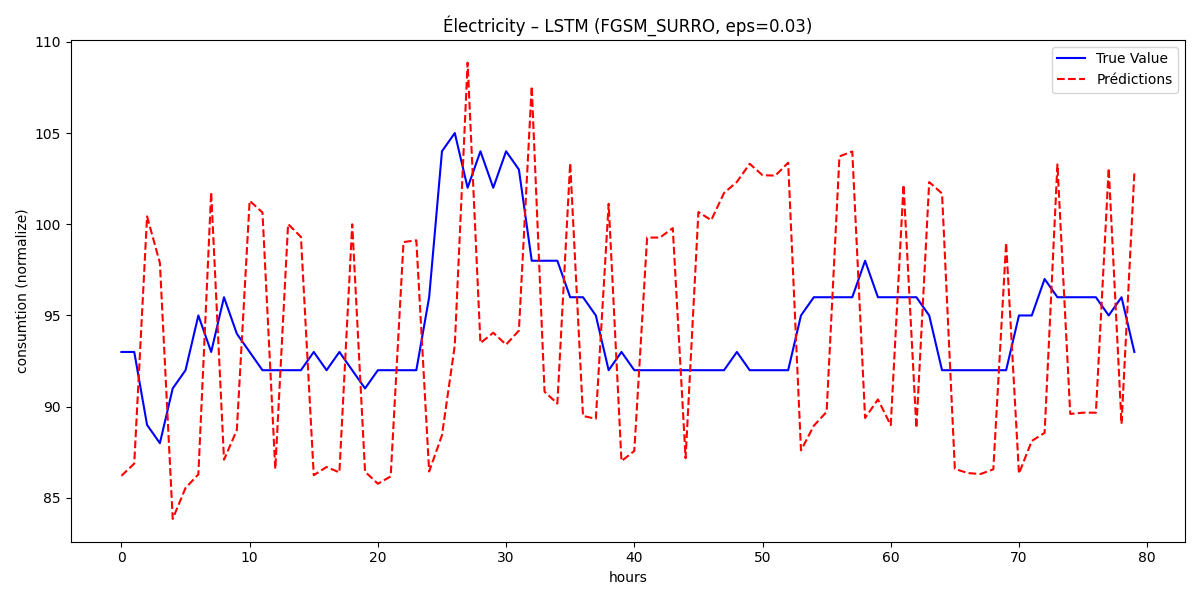 Électricity – LSTM (FGSM_SURRO, eps=0.03)
True Value
Prédictions
consumtion (normalize)
110
105
100
95
90
85
0 10 20 30 40 50 60 70 80
hours